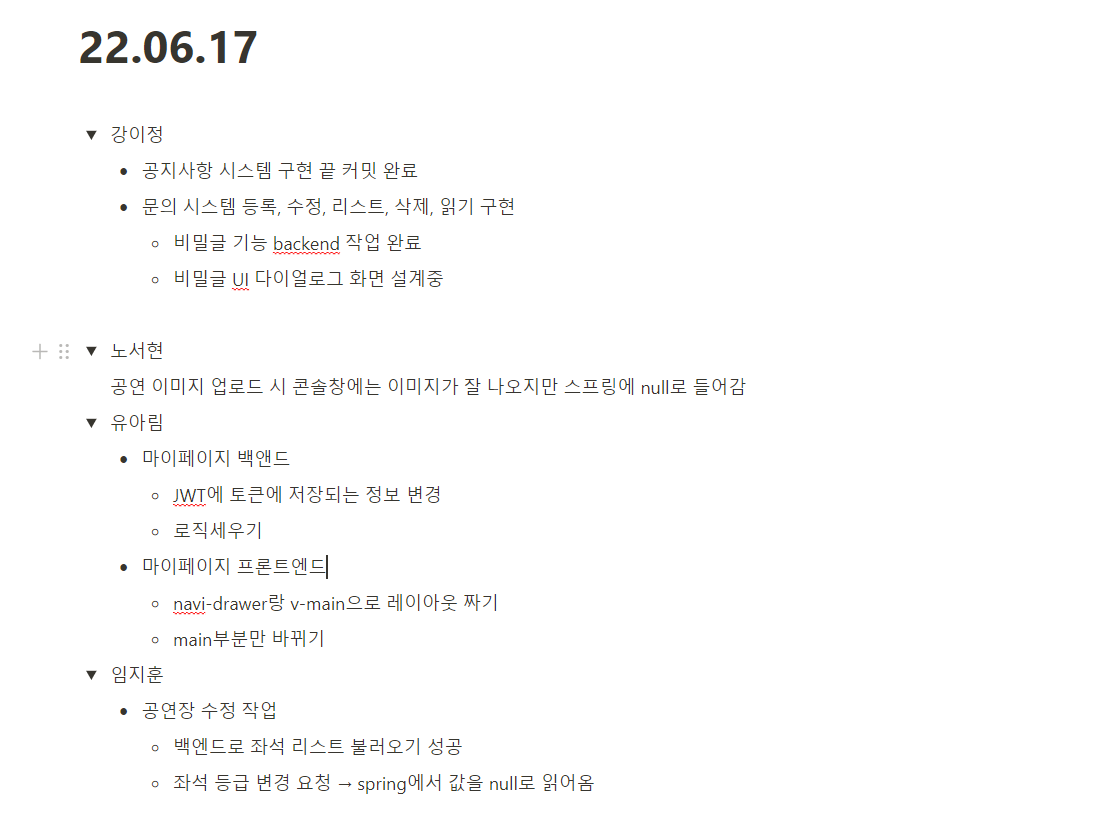 22.06.17
강이정
공지사항 시스템 구현 끝 커밋 완료
문의 시스템 등록, 수정, 리스트, 삭제, 읽기 구현
비밀글 기능 backend 작업 완료
비밀글 UI 다이얼로그 화면 설계중
노서현
공연 이미지 업로드 시 콘솔창에는 이미지가 잘 나오지만 스프링에 null로 들어감
유아림
마이페이지 백앤드
JWT에 토큰에 저장되는 정보 변경
로직세우기
마이페이지 프론트엔드
navi-drawer랑 v-main으로 레이아웃 짜기
main부분만 바뀌기
임지훈
공연장 수정 작업
백엔드로 좌석 리스트 불러오기 성공
좌석 등급 변경 요청 → spring에서 값을 null로 읽어옴